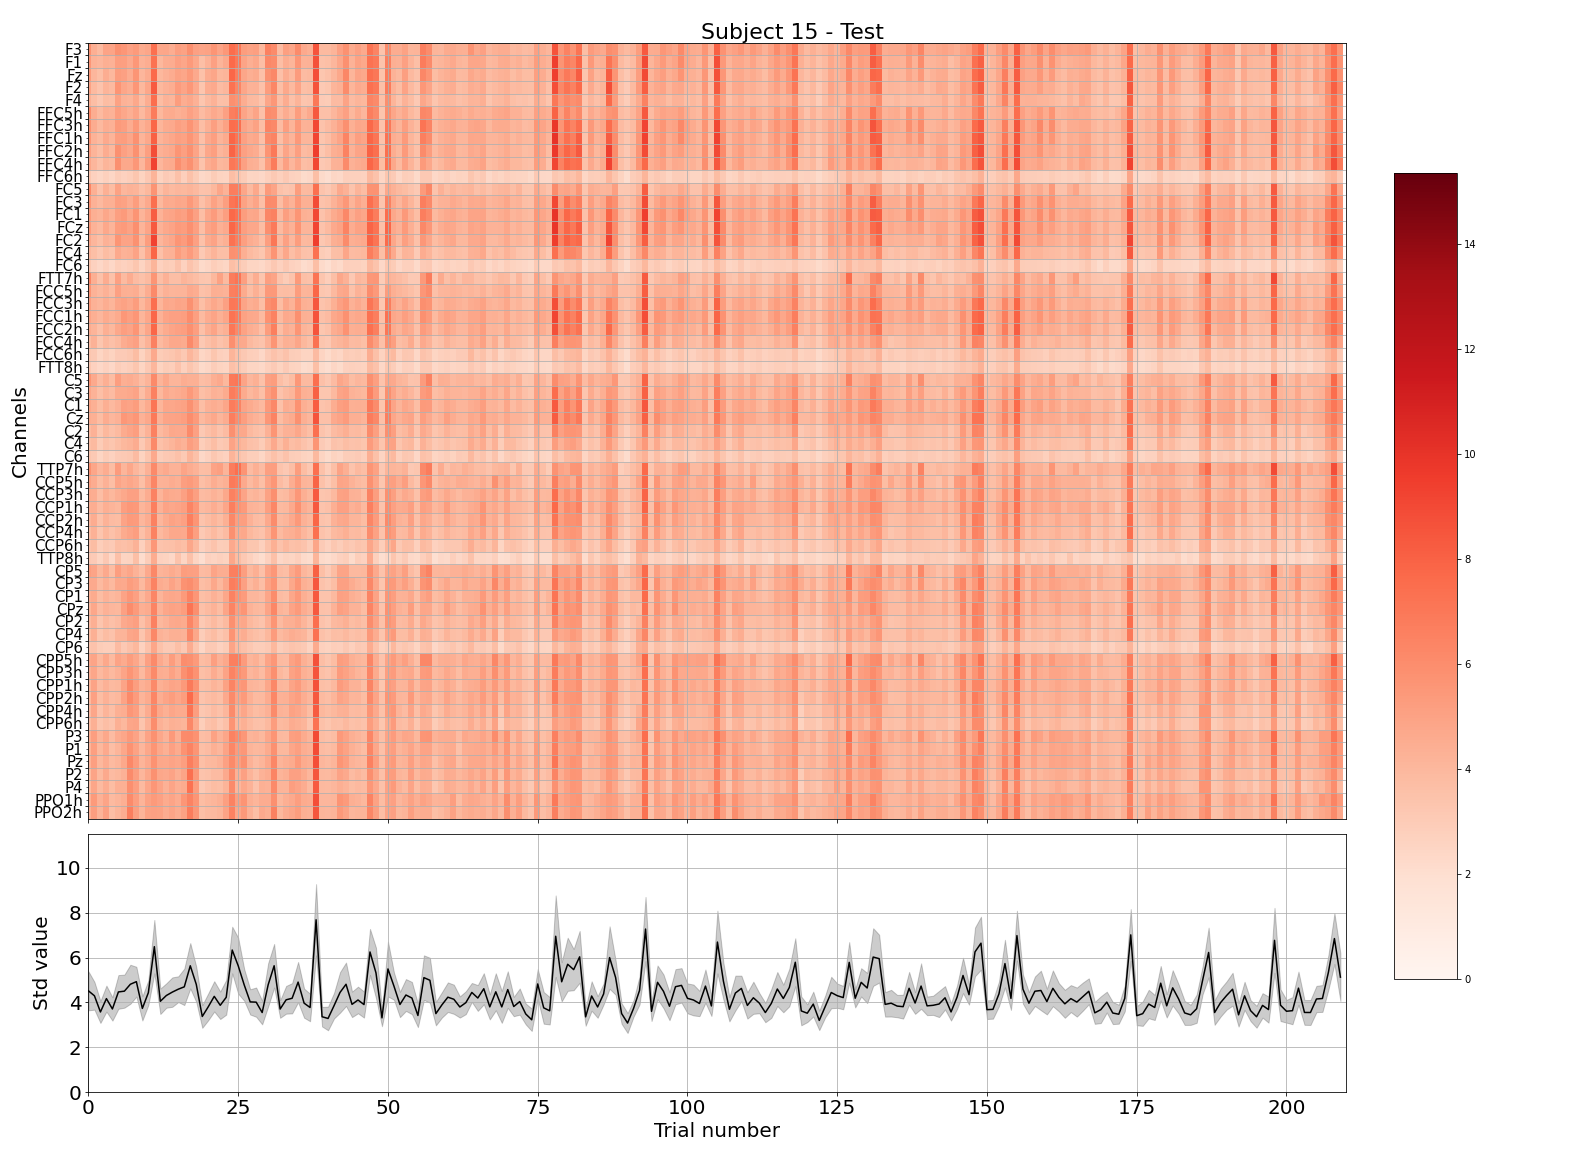 Subject 15 - Test
Channels
F3
F1
Fz
F2
F4
FFC5h
FFC3h
FFC1h
FFC2h
FFC4h
FFC6h
FC5
FC3
FC1
FCz
FC2
FC4
FC6
FTT7h
FCC5h
FCC3h
FCC1h
FCC2h
FCC4h
FCC6h
FTT8h
C5
C3
C1
Cz
C2
C4
C6
TTP7h
CCP5h
CCP3h
CCP1h
CCP2h
CCP4h
CCP6h
TTP8h
CP5
CP3
CP1
CPz
CP2
CP4
CP6
CPP5h
CPP3h
CPP1h
CPP2h
CPP4h
CPP6h
P3
P1
Pz
P2
P4
PPO1h
PPO2h
14
12
10
8
6
4
2
0
Std value
10
8
6
4
2
0
0 25 50 75 100 125 150 175 200
Trial number